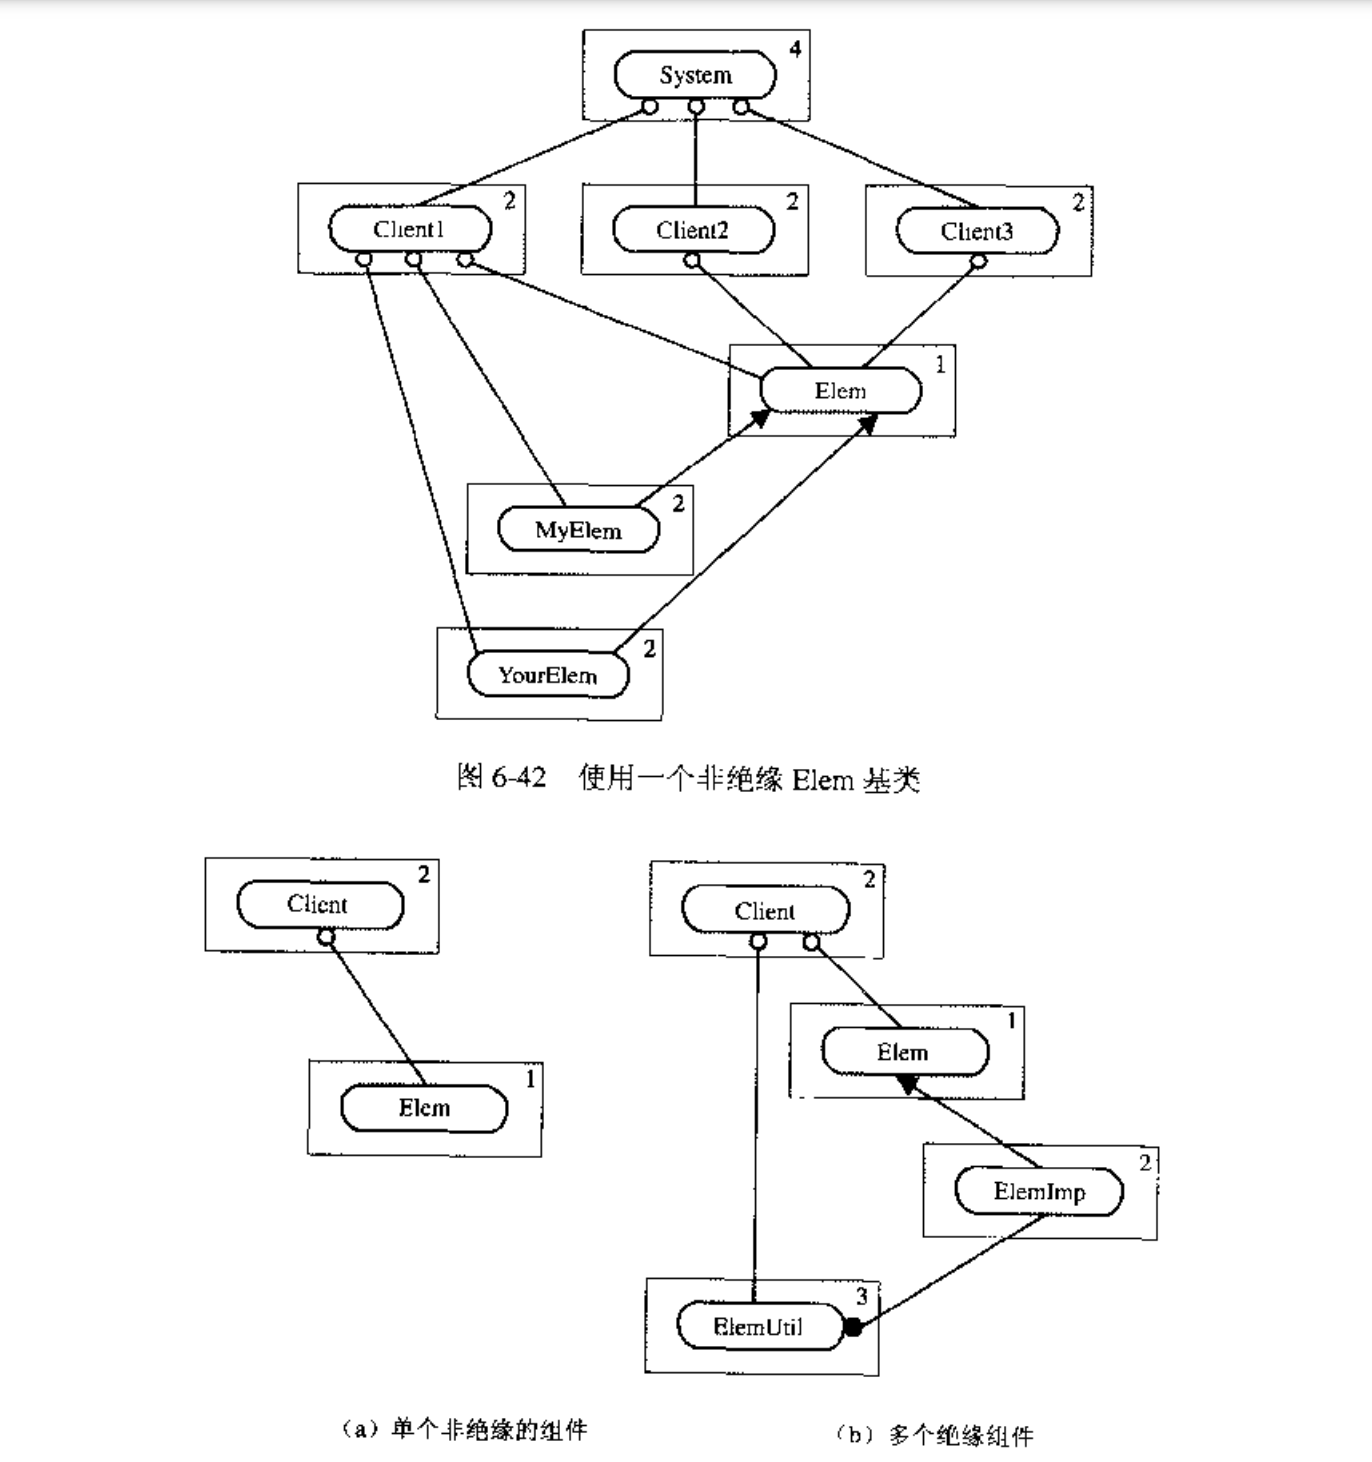 4
System
2
Client1
2
Client2
2
Client3
1
Elem
2
MyElem
2
YourElem
图 6-42 使用一个非绝缘 Elem 基类
2
Client
1
Elem
2
Client
1
Elem
2
ElemImp
3
ElemUtil
（a）单个非绝缘的组件
（b）多个绝缘组件